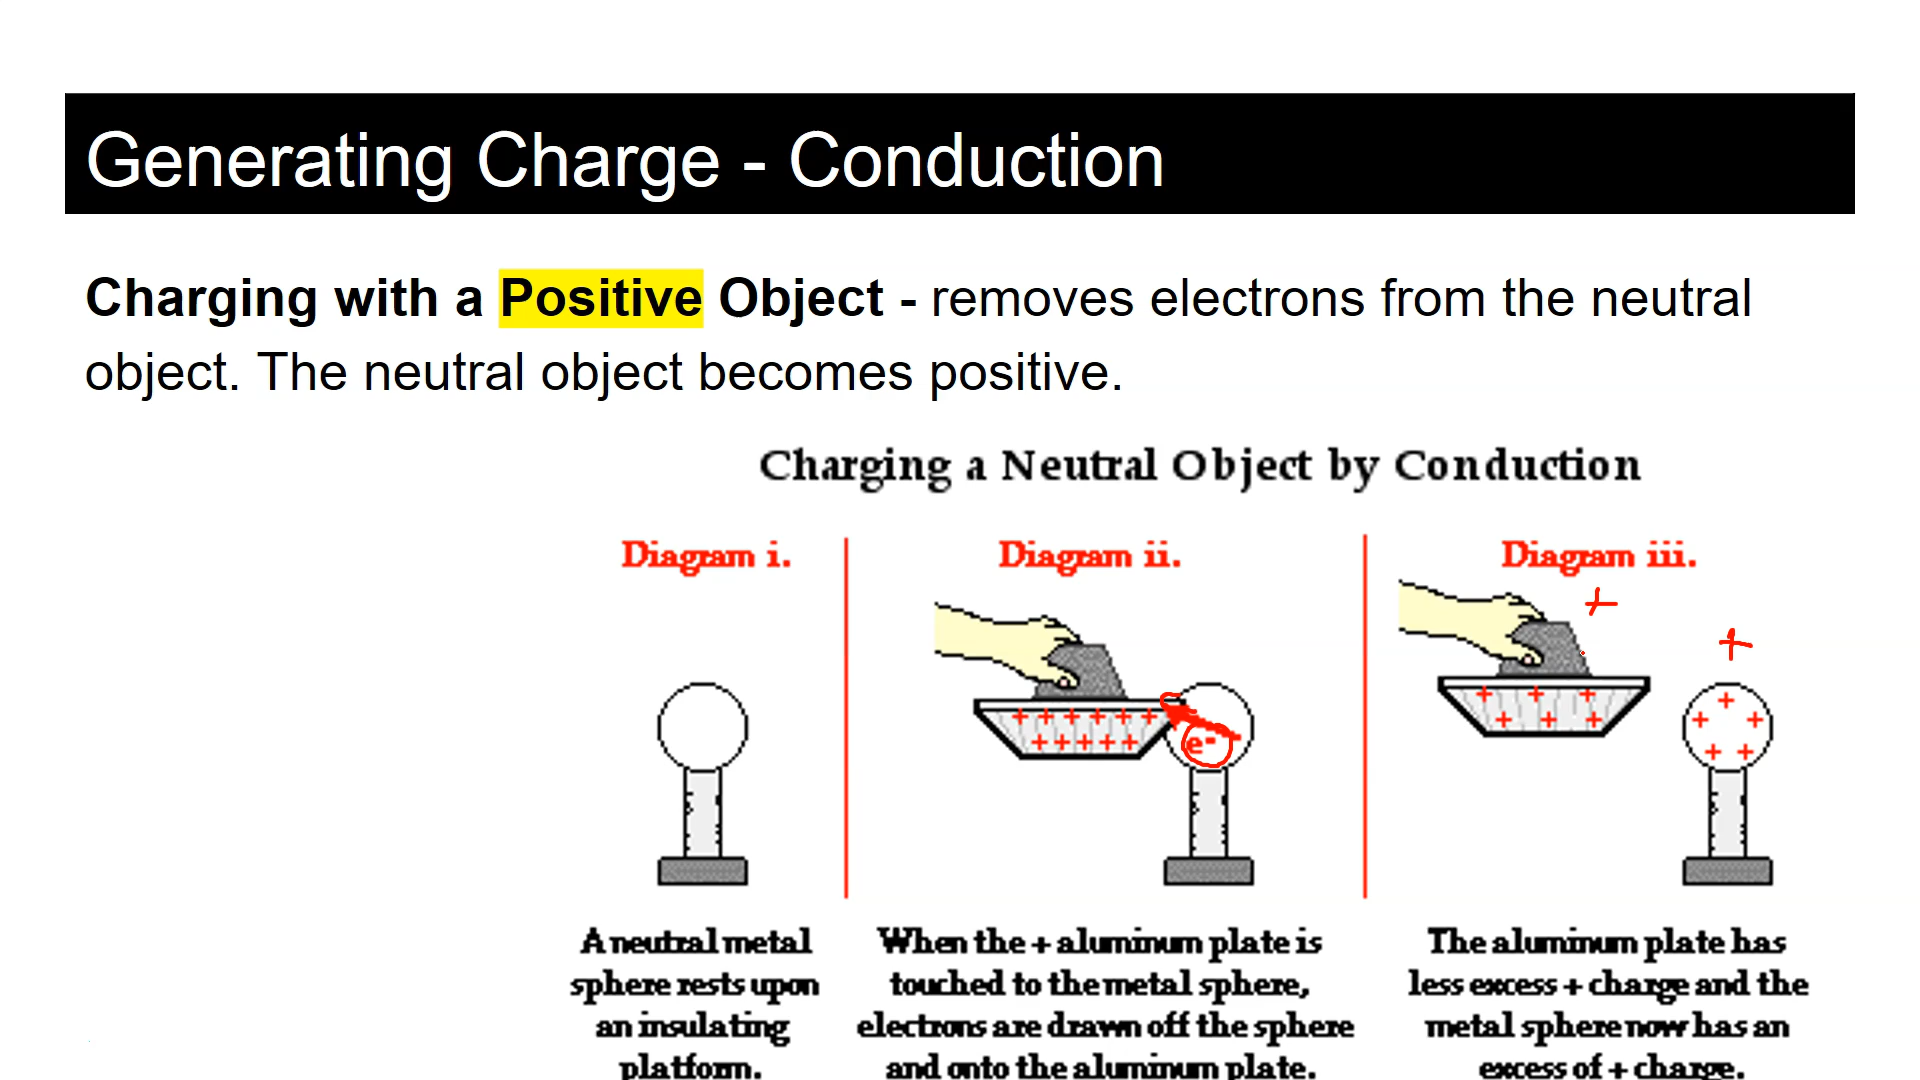 Generating Charge - Conduction
Charging with a Positive Object - removes electrons from the neutral
object. The neutral object becomes positive.
Charging a Neutral Object by Conduction
Diagram i.
Diagram ii.
Diagram iii.
+
+
+ + + + + +
+ + + + +
e-
+ + +
+ + +
+
+ +
+ +
A neutral metal
sphere rests upon
an insulating
platform.
When the + aluminum plate is
touched to the metal sphere,
electrons are drawn off the sphere
and onto the aluminum plate.
The aluminum plate has
less excess + charge and the
metal sphere now has an
excess of + charge.